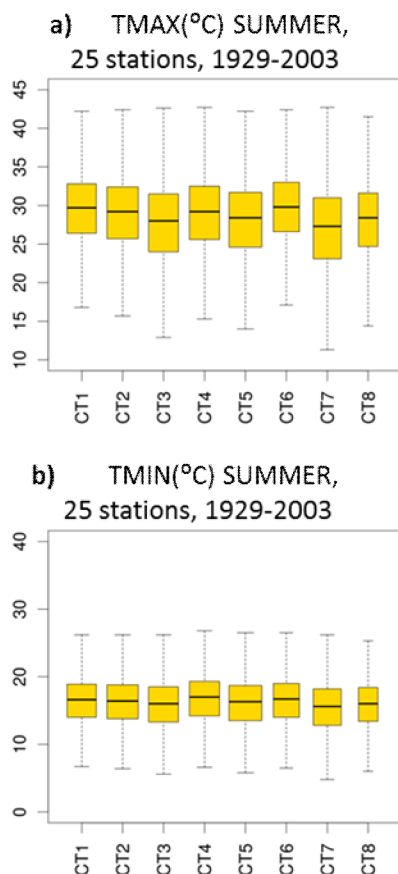 a) TMAX(°C) SUMMER,
25 stations, 1929-2003
45
40
35
30
25
20
15
10
CT1 CT2 CT3 CT4 CT5 CT6 CT7 CT8
b) TMIN(°C) SUMMER,
25 stations, 1929-2003
40
30
20
10
0
CT1 CT2 CT3 CT4 CT5 CT6 CT7 CT8